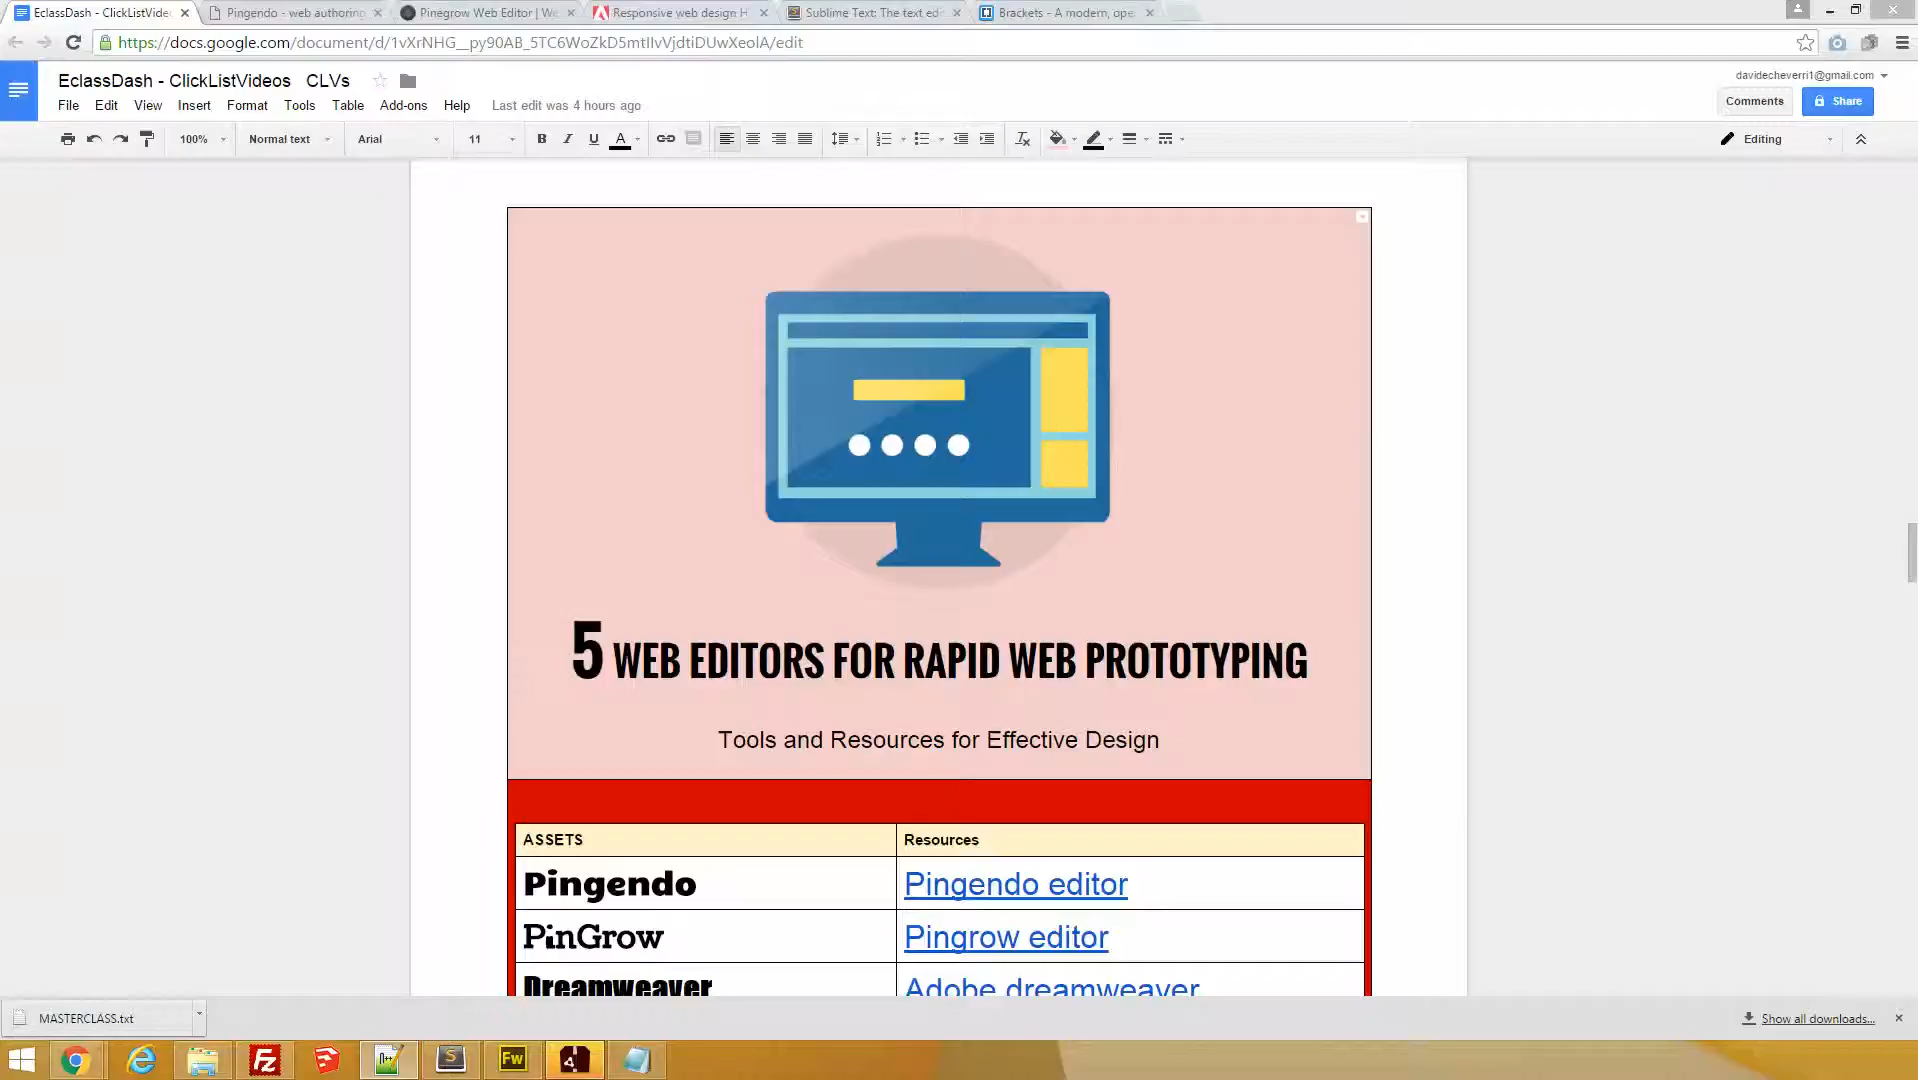 EclassDash - ClickListVide
Pingendo - web authoring
Pinegrow Web Editor | We
Responsive web design H
Sublime Text: The text edi
Brackets - A modern, ope
https://docs.google.com/document/d/1vXrNHG__py90AB_5TC6WoZkD5mtIIvVjdtiDUwXeolA/edit
EclassDash - ClickListVideos CLVs
davidecheverri1@gmail.com
File Edit View Insert Format Tools Table Add-ons Help Last edit was 4 hours ago
Comments
Share
100% Normal text Arial 11 B I U A
Editing
5 WEB EDITORS FOR RAPID WEB PROTOTYPING
Tools and Resources for Effective Design
ASSETS Resources
Pingendo Pingendo editor
PinGrow Pingrow editor
Dreamweaver Adobe dreamweaver
MASTERCLASS.txt
Show all downloads...
Fz
S
Fw